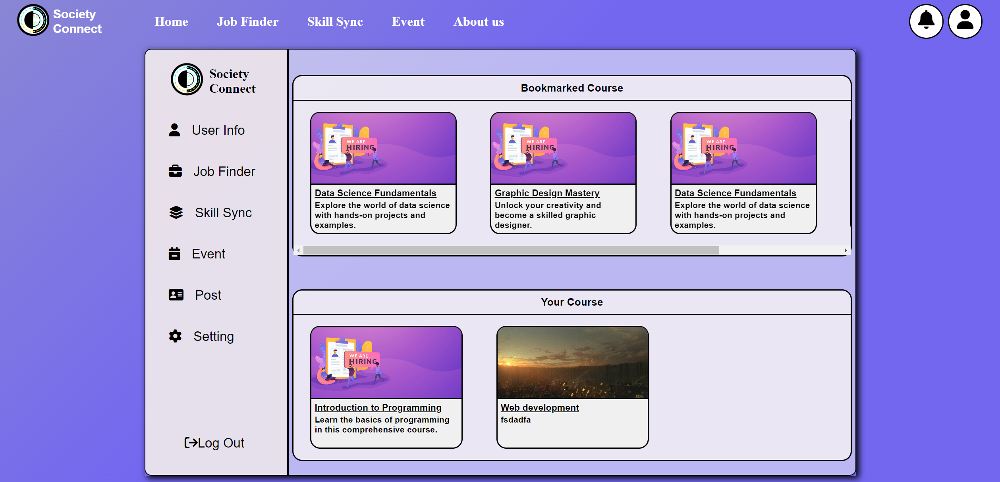 Society
Connect
Home
Job Finder
Skill Sync
Event
About us
Society
Connect
User Info
Job Finder
Skill Sync
Event
Post
Setting
Log Out
Bookmarked Course
WE ARE
HIRING
Data Science Fundamentals
Explore the world of data science
with hands-on projects and
examples.
WE ARE
HIRING
Graphic Design Mastery
Unlock your creativity and
become a skilled graphic
designer.
WE ARE
HIRING
Data Science Fundamentals
Explore the world of data science
with hands-on projects and
examples.
Your Course
WE ARE
HIRING
Introduction to Programming
Learn the basics of programming
in this comprehensive course.
Web development
fsdadfa